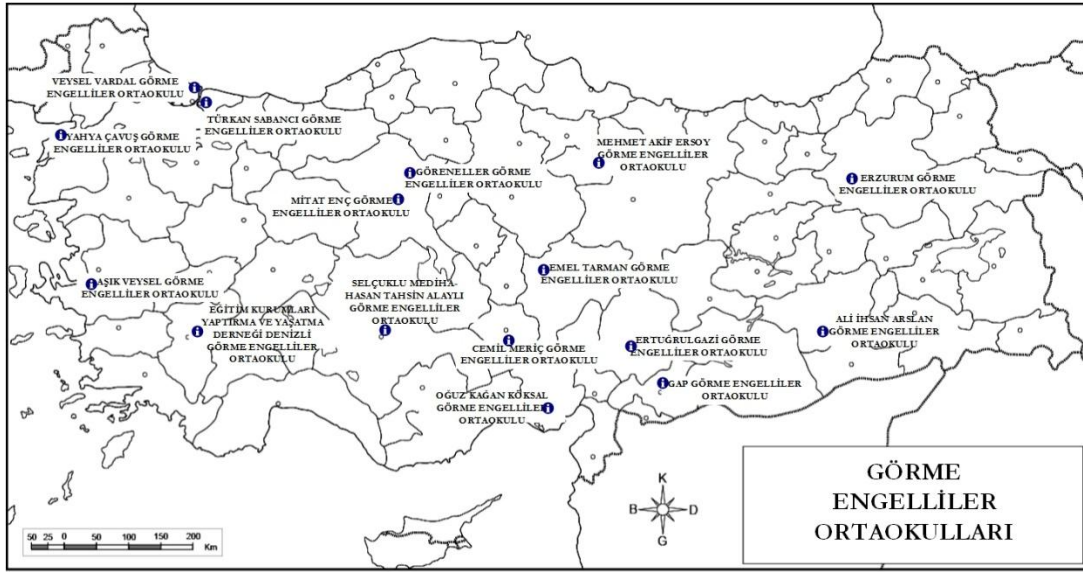 VEYSEL VARDAL GÖRME
ENGELLİLER ORTAOKULU
TÜRKAN SABANCI GÖRME
ENGELLİLER ORTAOKULU
YAHYA ÇAVUŞ GÖRME
ENGELLİLER ORTAOKULU
MEHMET AKİF ERSOY
GÖRME ENGELLİLER
ORTAOKULU
GÖRENELLER GÖRME
ENGELLİLER ORTAOKULU
ERZURUM GÖRME
ENGELLİLER ORTAOKULU
MİTAT ENÇ GÖRME
ENGELLİLER ORTAOKULU
AŞIK VEYSEL GÖRME
ENGELLİLER ORTAOKULU
EMEL TARMAN GÖRME
ENGELLİLER ORTAOKULU
SELÇUKLU MEDİHA-
HASAN TAHSİN ALAYLI
GÖRME ENGELLİLER
ORTAOKULU
EĞİTİM KURUMLARI
YAPTIRMA VE YAŞATMA
DERNEĞİ DENİZLİ
GÖRME ENGELLİLER
ORTAOKULU
CEMİL MERİÇ GÖRME
ENGELLİLER ORTAOKULU
ERTUĞRULGAZİ GÖRME
ENGELLİLER ORTAOKULU
ALİ İHSAN ARSLAN
GÖRME ENGELLİLER
ORTAOKULU
GAP GÖRME ENGELLİLER
ORTAOKULU
OĞUZ KAĞAN KÖKSAL
GÖRME ENGELLİLER
ORTAOKULU
K
B D
G
GÖRME
ENGELLİLER
ORTAOKULLARI
50 25 0 50 100 150 200
Km